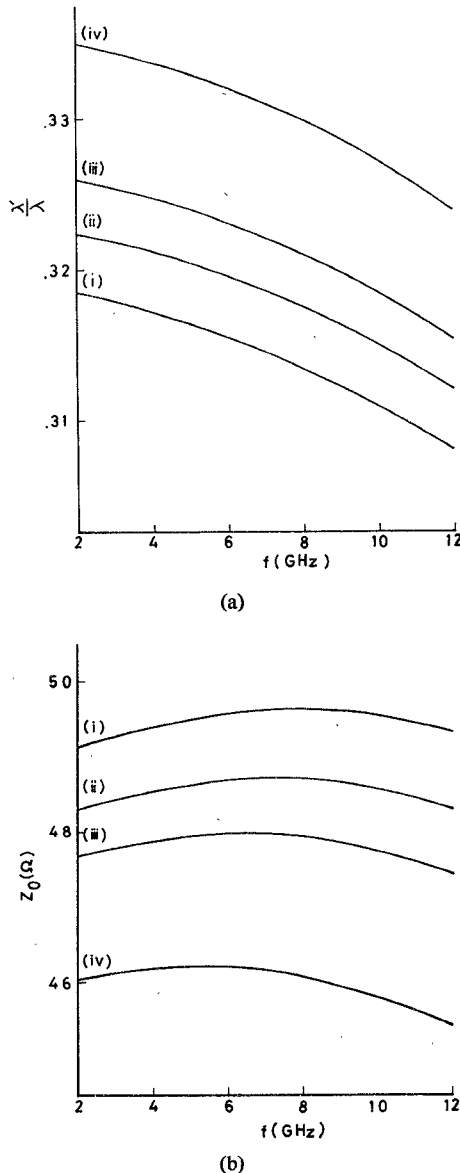 (iv)
.33
(iii)
λ'
λ
(ii)
.32
(i)
.31
2 4 6 8 10 12
f(GHz)
(a)
50
(i)
(ii)
48
(iii)
Z0(Ω)
(iv)
46
2 4 6 8 10 12
f(GHz)
(b)